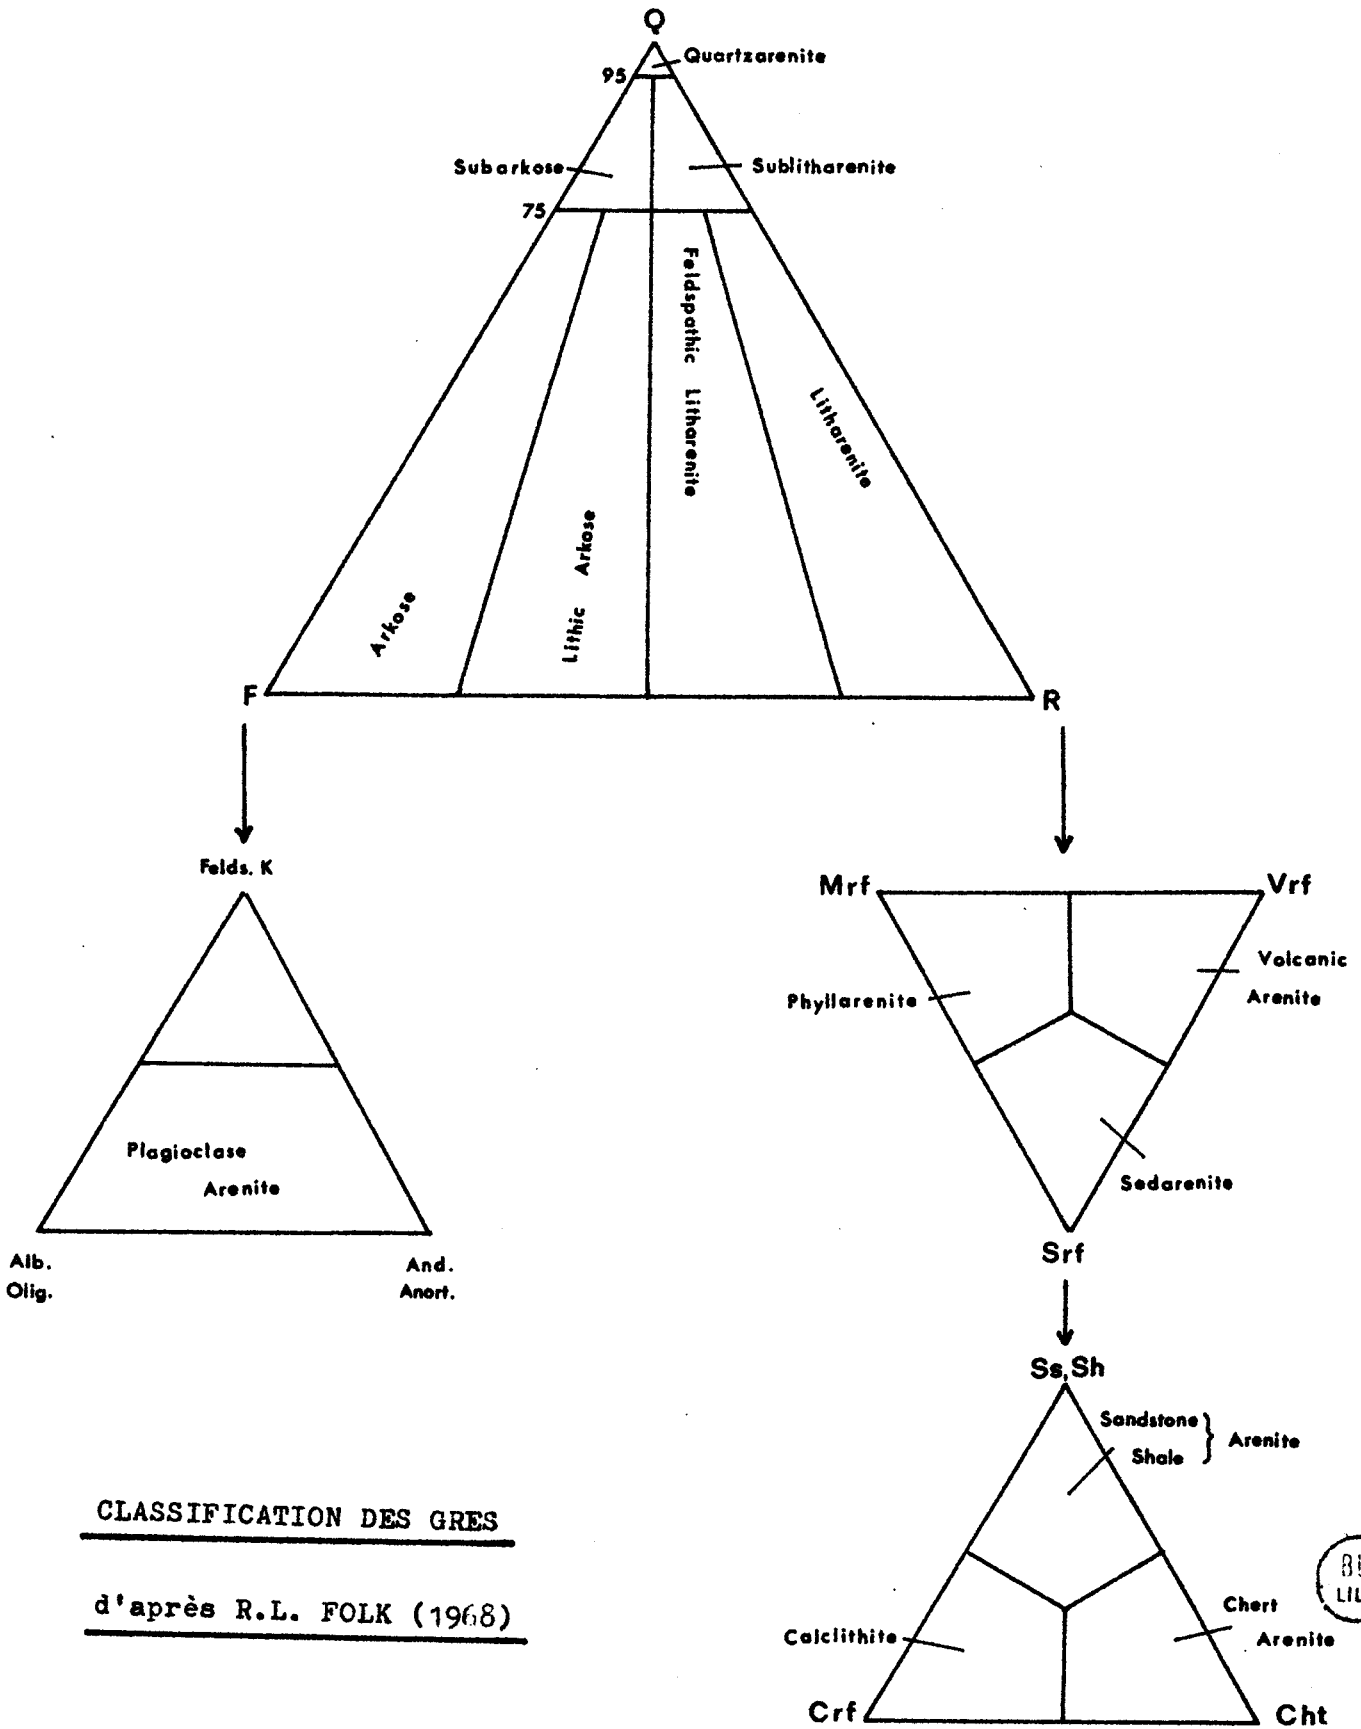 Q
Quartzarenite
95
Subarkose
Sublitharenite
75
Feldspathic Litharenite
Litharenite
Lithic Arkose
Arkose
F
R
Felds. K
Plagioclase
Arenite
Alb.
Olig.
And.
Anort.
Mrf
Vrf
Phyllarenite
Volcanic
Arenite
Sedarenite
Srf
Ss, Sh
Sandstone
Shale
Arenite
Calclithite
Chert
Arenite
Crf
Cht
CLASSIFICATION DES GRES
d'après R.L. FOLK (1968)